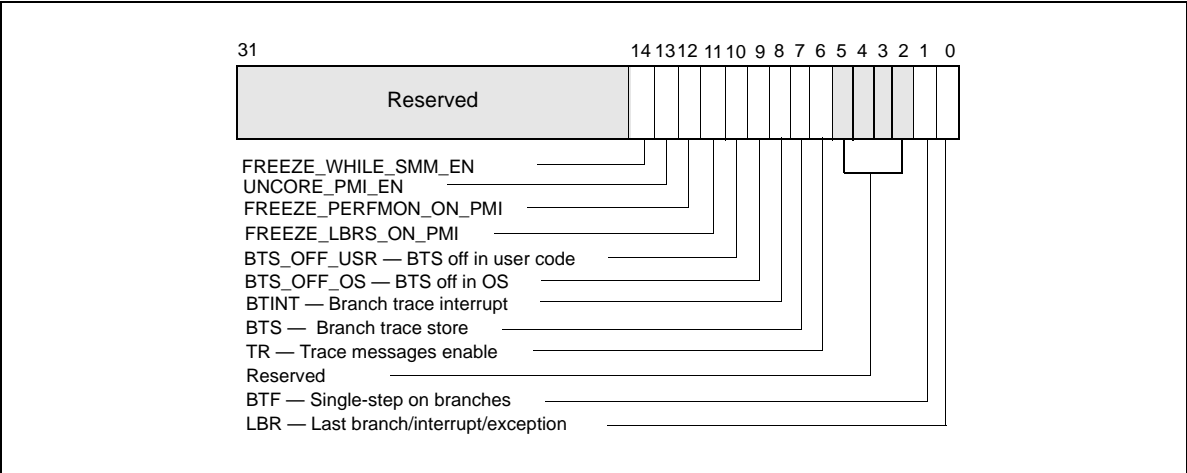 31 14 13 12 11 10 9 8 7 6 5 4 3 2 1 0
Reserved
FREEZE_WHILE_SMM_EN
UNCORE_PMI_EN
FREEZE_PERFMON_ON_PMI
FREEZE_LBRS_ON_PMI
BTS_OFF_USR — BTS off in user code
BTS_OFF_OS — BTS off in OS
BTINT — Branch trace interrupt
BTS — Branch trace store
TR — Trace messages enable
Reserved
BTF — Single-step on branches
LBR — Last branch/interrupt/exception